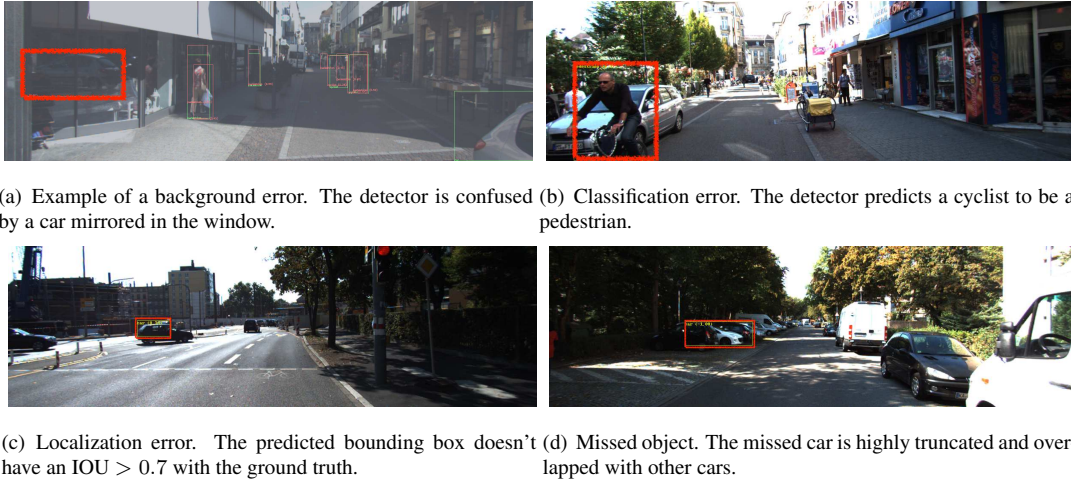 (a) Example of a background error. The detector is confused
by a car mirrored in the window.
(b) Classification error. The detector predicts a cyclist to be a
pedestrian.
(c) Localization error. The predicted bounding box doesn't
have an IOU > 0.7 with the ground truth.
(d) Missed object. The missed car is highly truncated and over
lapped with other cars.